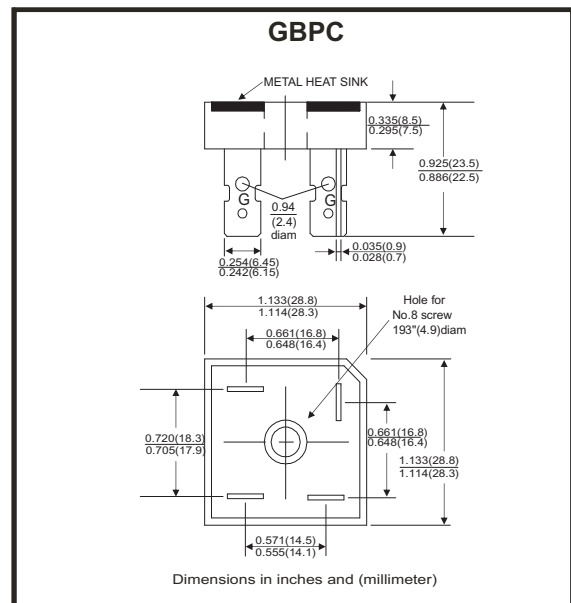 GBPC
METAL HEAT SINK
0.335(8.5)
0.295(7.5)
0.925(23.5)
0.886(22.5)
G
G
0.94
(2.4)
diam
0.035(0.9)
0.028(0.7)
0.254(6.45)
0.242(6.15)
1.133(28.8)
1.114(28.3)
Hole for
No.8 screw
193"(4.9)diam
0.661(16.8)
0.648(16.4)
0.720(18.3)
0.705(17.9)
0.661(16.8)
0.648(16.4)
1.133(28.8)
1.114(28.3)
0.571(14.5)
0.555(14.1)
Dimensions in inches and (millimeter)